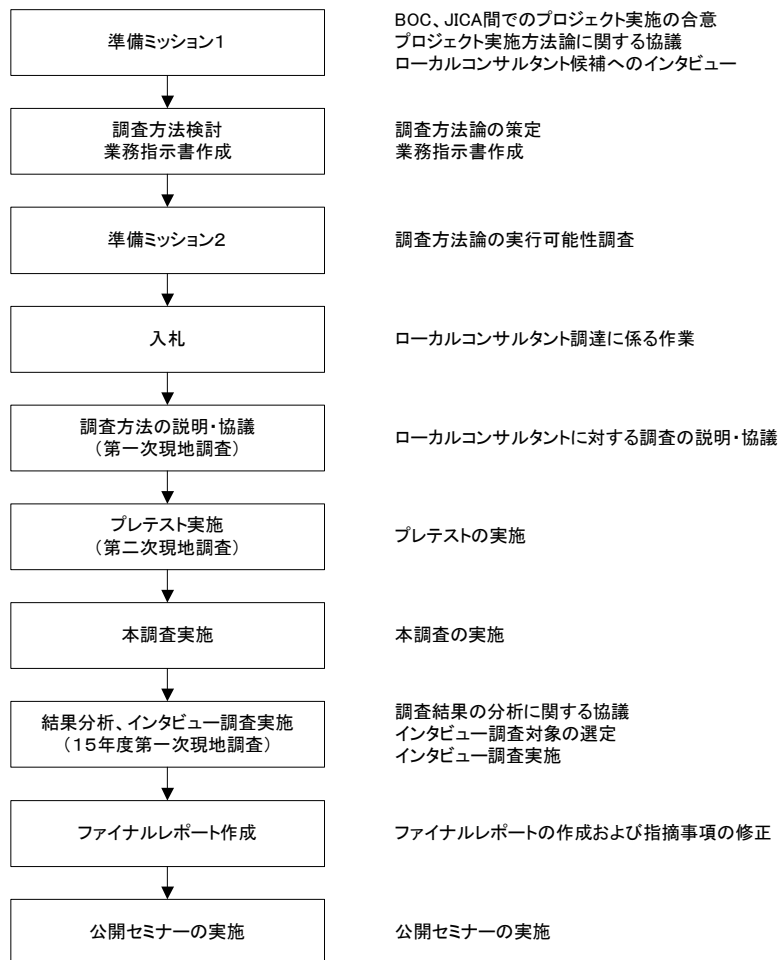 準備ミッション1
BOC、JICA間でのプロジェクト実施の合意
プロジェクト実施方法論に関する協議
ローカルコンサルタント候補へのインタビュー
調査方法検討
業務指示書作成
調査方法論の策定
業務指示書作成
準備ミッション2
調査方法論の実行可能性調査
入札
ローカルコンサルタント調達に係る作業
調査方法の説明・協議
(第一次現地調査)
ローカルコンサルタントに対する調査の説明・協議
プレテスト実施
(第二次現地調査)
プレテストの実施
本調査実施
本調査の実施
結果分析、インタビュー調査実施
(15年度第一次現地調査)
調査結果の分析に関する協議
インタビュー調査対象の選定
インタビュー調査実施
ファイナルレポート作成
ファイナルレポートの作成および指摘事項の修正
公開セミナーの実施
公開セミナーの実施